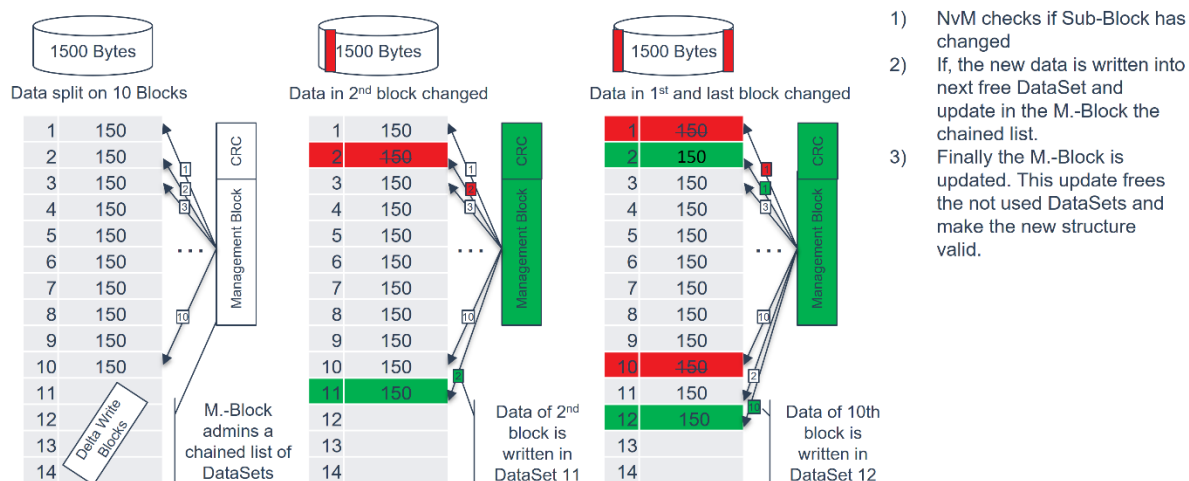 1500 Bytes
Data split on 10 Blocks
1 150
2 150
3 150
4 150
5 150
6 150
7 150
8 150
9 150
10 150
11
12
13
14
Delta Write
Blocks
1
2
3
...
10
CRC
Management Block
M.-Block
admins a
chained list of
DataSets
1500 Bytes
Data in 2nd block changed
1 150
2 150
3 150
4 150
5 150
6 150
7 150
8 150
9 150
10 150
11 150
12
13
14
1
2
3
...
10
2
CRC
Management Block
Data of 2nd
block is
written in
DataSet 11
1500 Bytes
Data in 1st and last block changed
1 150
2 150
3 150
4 150
5 150
6 150
7 150
8 150
9 150
10 150
11 150
12 150
13
14
1
1
3
...
10
2
10
CRC
Management Block
Data of 10th
block is
written in
DataSet 12
1) NvM checks if Sub-Block has
changed
2) If, the new data is written into
next free DataSet and
update in the M.-Block the
chained list.
3) Finally the M.-Block is
updated. This update frees
the not used DataSets and
make the new structure
valid.